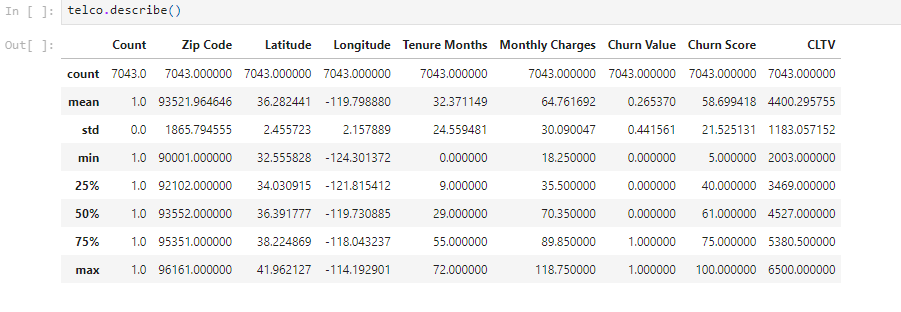 In [ ]: telco.describe()
Out[ ]:
Count Zip Code Latitude Longitude Tenure Months Monthly Charges Churn Value Churn Score CLTV
count 7043.0 7043.000000 7043.000000 7043.000000 7043.000000 7043.000000 7043.000000 7043.000000 7043.000000
mean 1.0 93521.964646 36.282441 -119.798880 32.371149 64.761692 0.265370 58.699418 4400.295755
std 0.0 1865.794555 2.455723 2.157889 24.559481 30.090047 0.441561 21.525131 1183.057152
min 1.0 90001.000000 32.555828 -124.301372 0.000000 18.250000 0.000000 5.000000 2003.000000
25% 1.0 92102.000000 34.030915 -121.815412 9.000000 35.500000 0.000000 40.000000 3469.000000
50% 1.0 93552.000000 36.391777 -119.730885 29.000000 70.350000 0.000000 61.000000 4527.000000
75% 1.0 95351.000000 38.224869 -118.043237 55.000000 89.850000 1.000000 75.000000 5380.500000
max 1.0 96161.000000 41.962127 -114.192901 72.000000 118.750000 1.000000 100.000000 6500.000000